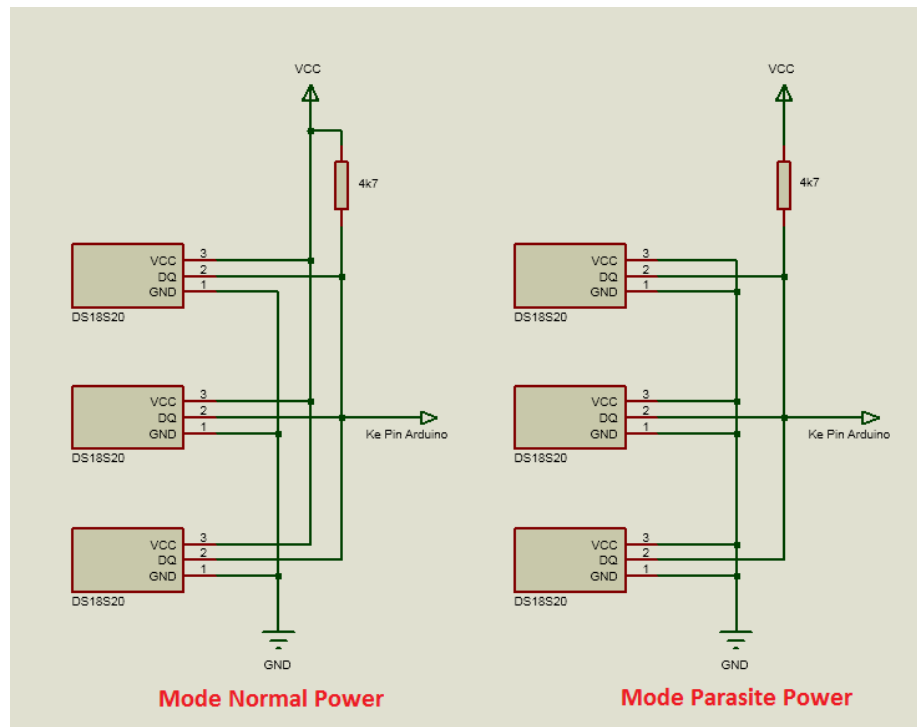 VCC
4k7
VCC 3
DQ 2
GND 1
DS18S20
VCC 3
DQ 2
GND 1
DS18S20
Ke Pin Arduino
VCC 3
DQ 2
GND 1
DS18S20
GND
Mode Normal Power
VCC
4k7
VCC 3
DQ 2
GND 1
DS18S20
VCC 3
DQ 2
GND 1
DS18S20
Ke Pin Arduino
VCC 3
DQ 2
GND 1
DS18S20
GND
Mode Parasite Power